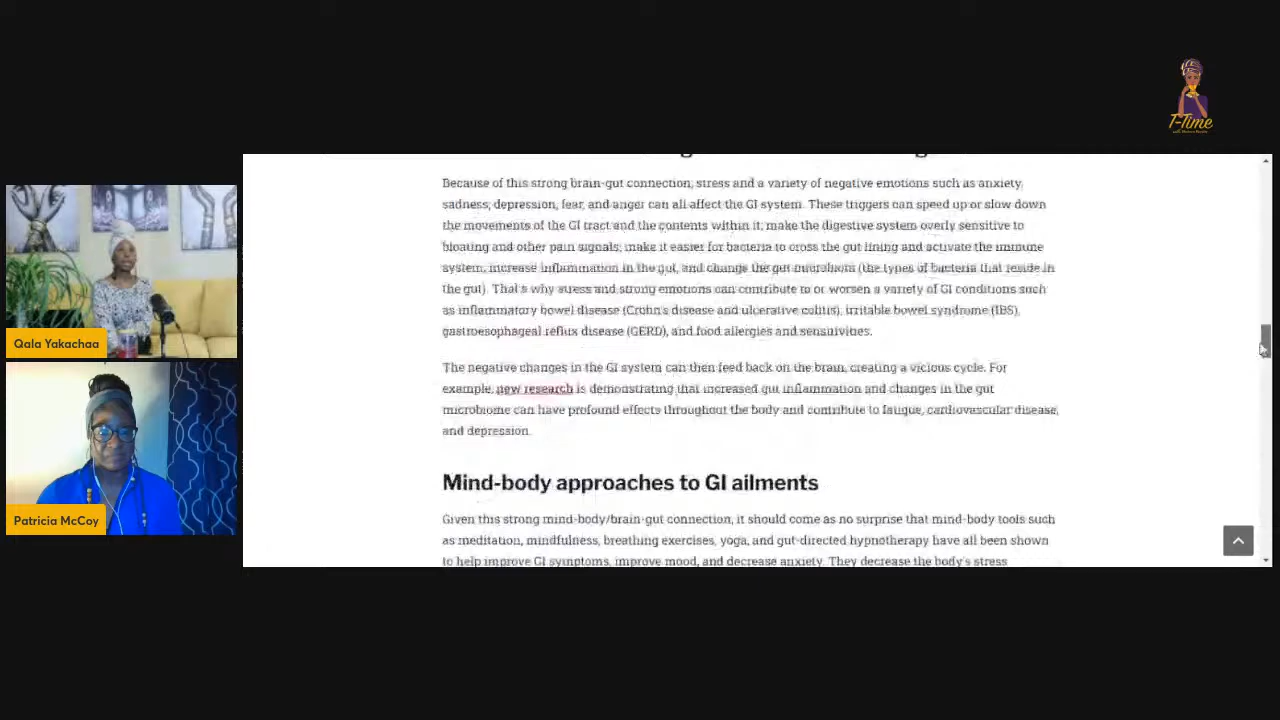 T-Time
Because of this strong brain-gut connection, stress and a variety of negative emotions such as anxiety,
sadness, depression, fear, and anger can all affect the GI system. These triggers can speed up or slow down
the movements of the GI tract and the contents within it; make the digestive system overly sensitive to
bloating and other pain signals; make it easier for bacteria to cross the gut lining and activate the immune
system, increase inflammation in the gut, and change the gut microbiota (the types of bacteria that reside in
the gut). That's why stress and strong emotions can contribute to or worsen a variety of GI conditions such
as inflammatory bowel disease (Crohn's disease and ulcerative colitis), irritable bowel syndrome (IBS),
gastroesophageal reflux disease (GERD), and food allergies and sensitivities.
The negative changes in the GI system can then feed back on the brain, creating a vicious cycle. For
example, new research is demonstrating that increased gut inflammation and changes in the gut
microbiome can have profound effects throughout the body and contribute to fatigue, cardiovascular disease,
and depression.
Mind-body approaches to GI ailments
Given this strong mind-body/brain-gut connection, it should come as no surprise that mind-body tools such
as meditation, mindfulness, breathing exercises, yoga, and gut-directed hypnotherapy have all been shown
to help improve GI symptoms, improve mood, and decrease anxiety. They decrease the body's stress
Qala Yakachaa
Patricia McCoy